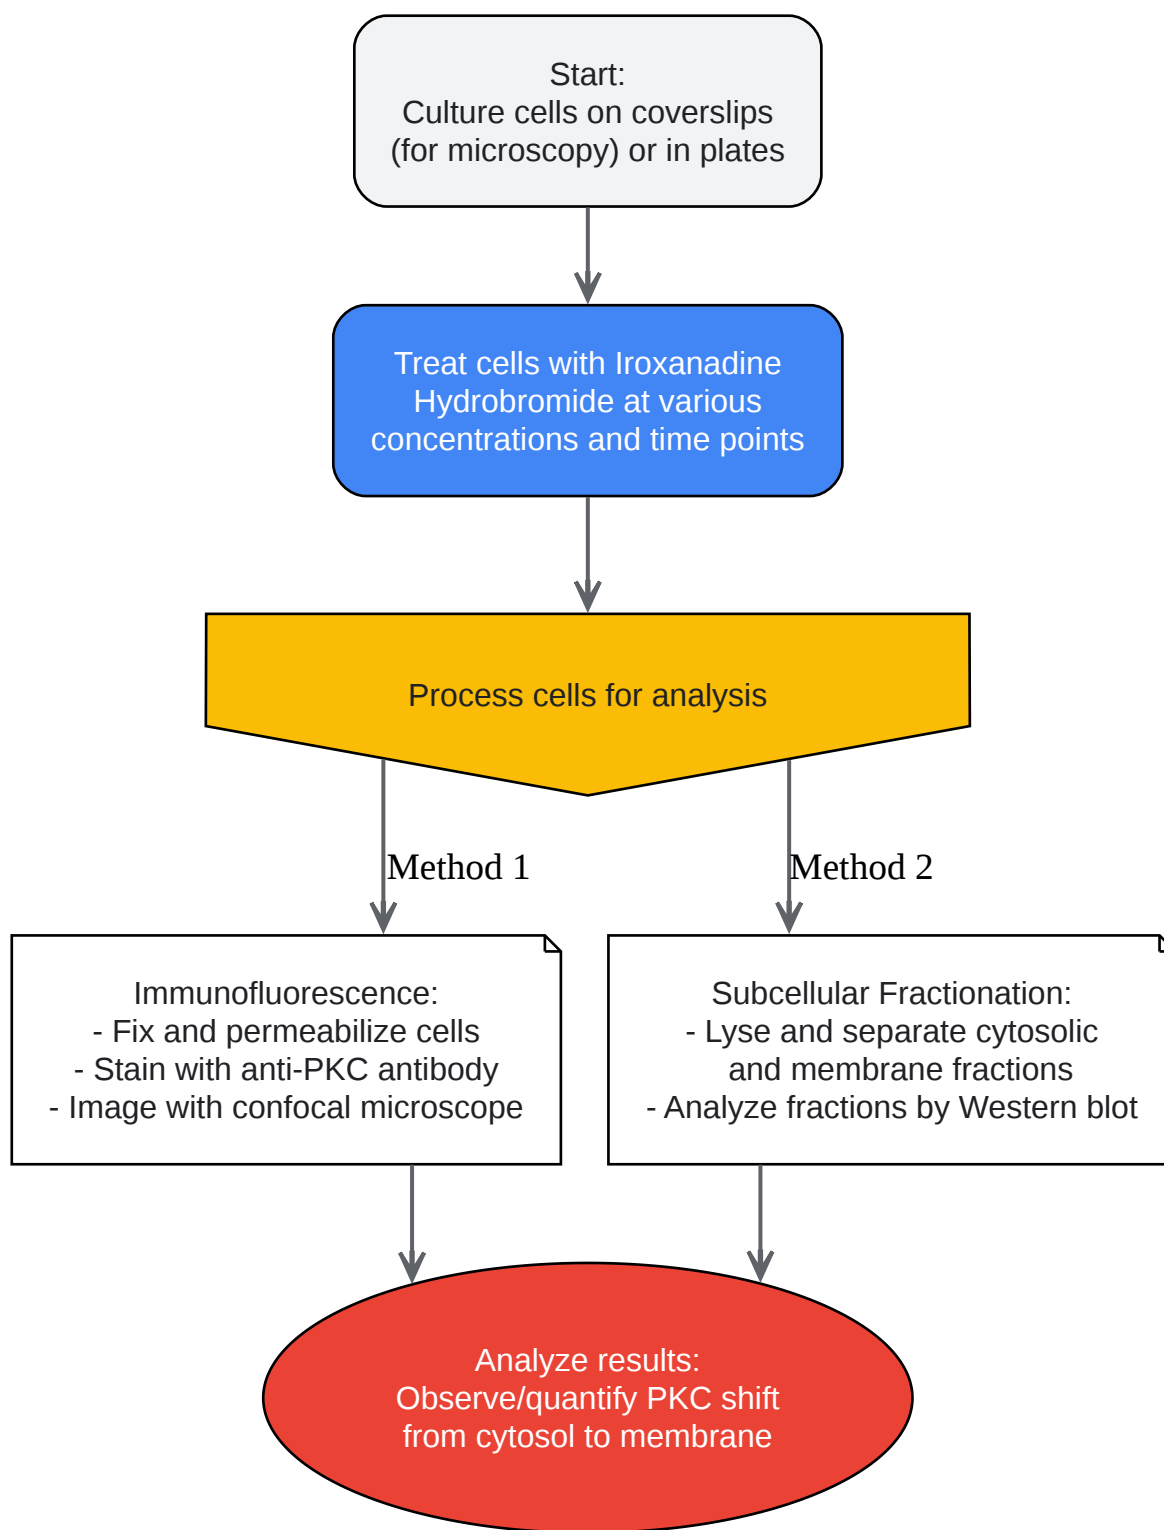 Start:
Culture cells on coverslips
(for microscopy) or in plates
Treat cells with Iroxanadine
Hydrobromide at various
concentrations and time points
Process cells for analysis
Method 1
Method 2
Immunofluorescence:
- Fix and permeabilize cells
- Stain with anti-PKC antibody
- Image with confocal microscope
Subcellular Fractionation:
- Lyse and separate cytosolic
and membrane fractions
- Analyze fractions by Western blot
Analyze results:
Observe/quantify PKC shift
from cytosol to membrane